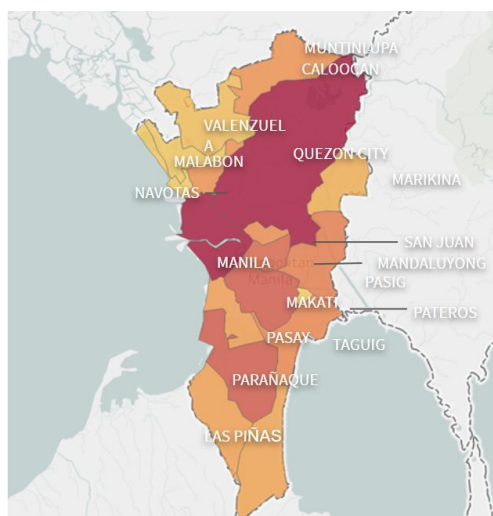 MUNTINLUPA
CALOOCAN
VALENZUEL
A
MALABON
QUEZON CITY
MARIKINA
NAVOTAS
SAN JUAN
MANILA
MANDALUYONG
Manila
PASIG
MAKATI
PATEROS
PASAY
TAGUIG
PARAÑAQUE
LAS PIÑAS